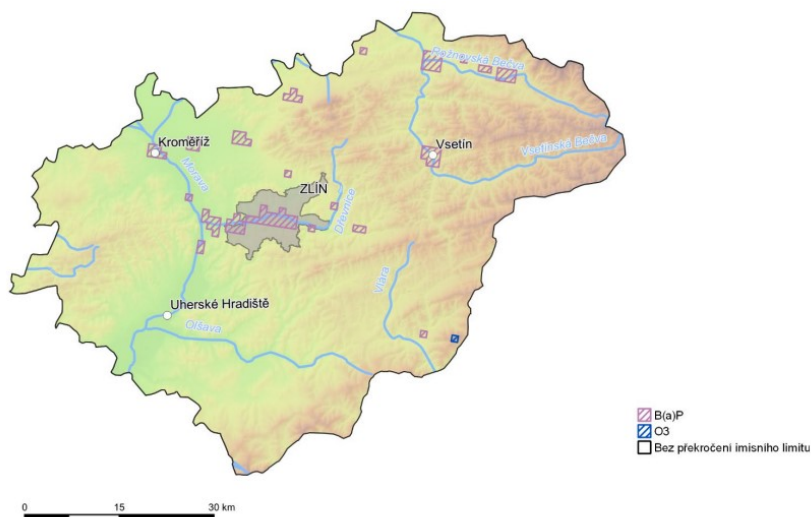 Rožnovská Bečva
Kroměříž
Vsetín
Vsetínská Bečva
Morava
ZLÍN
Dřevnice
Vlára
Uherské Hradiště
Olšava
B(a)P
O3
Bez překročení imisního limitu
0 15 30 km